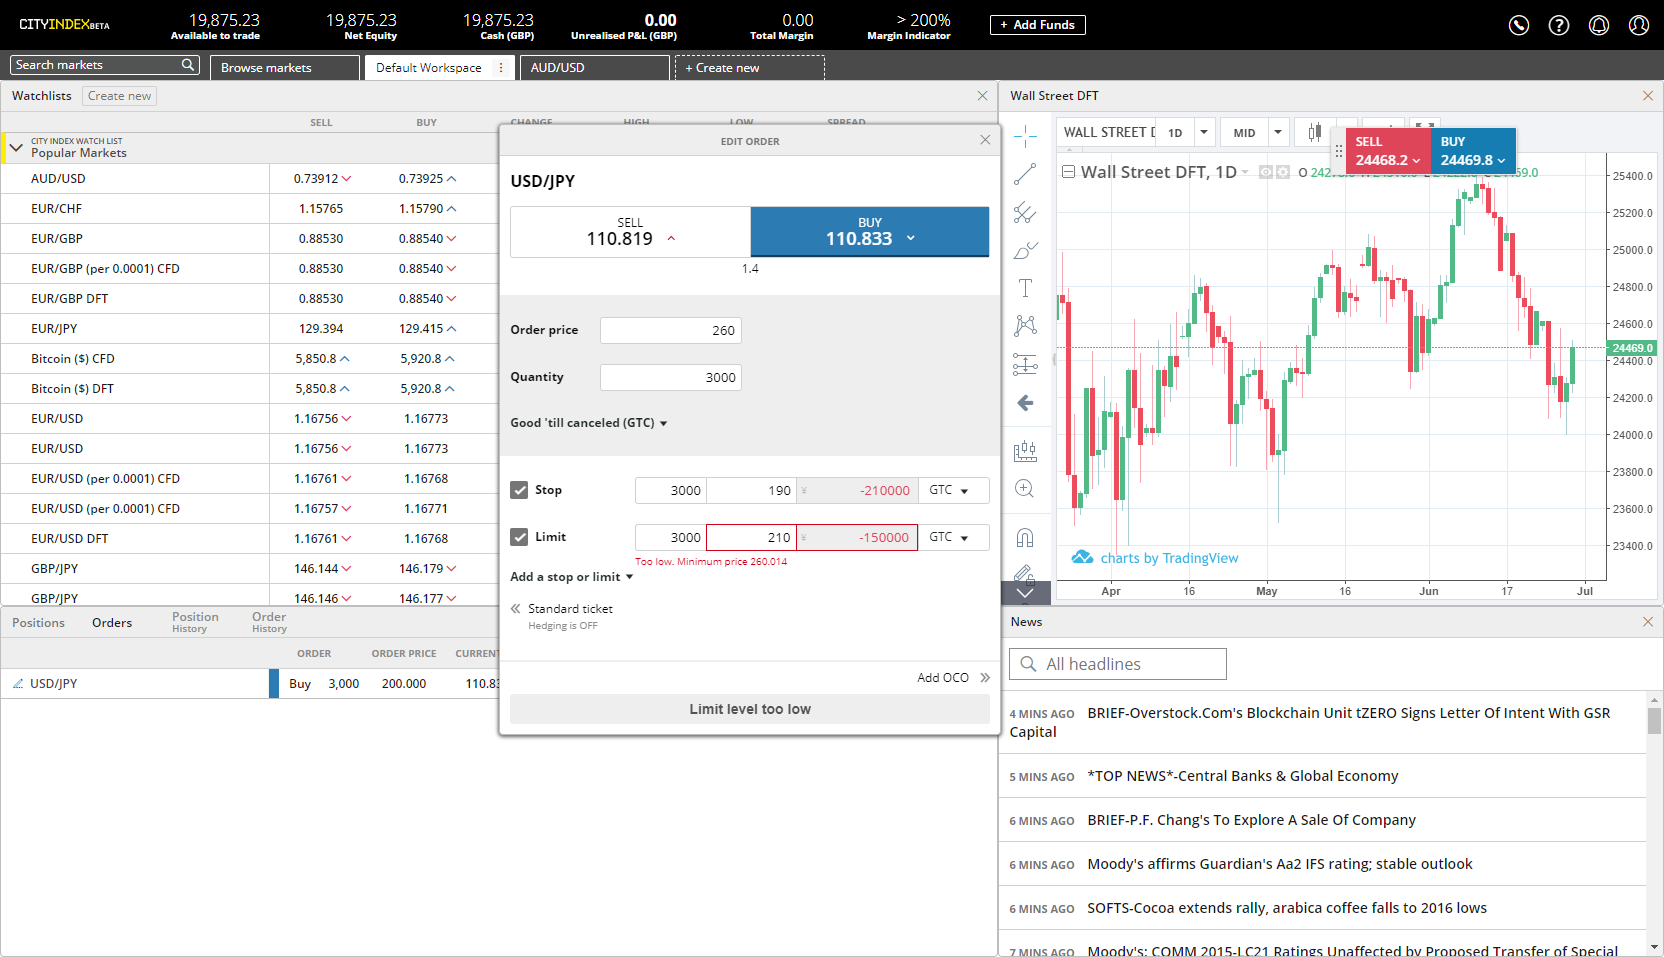 CITYINDEX BETA
19,875.23
Available to trade
19,875.23
Net Equity
19,875.23
Cash (GBP)
0.00
Unrealised P&L (GBP)
0.00
Total Margin
> 200%
Margin Indicator
+ Add Funds
Search markets
Browse markets
Default Workspace
AUD/USD
+ Create new
Watchlists
Create new
SELL BUY CHANGE HIGH LOW SPREAD
CITY INDEX WATCH LIST
Popular Markets
AUD/USD 0.73912 0.73925
EUR/CHF 1.15765 1.15790
EUR/GBP 0.88530 0.88540
EUR/GBP (per 0.0001) CFD 0.88530 0.88540
EUR/GBP DFT 0.88530 0.88540
EUR/JPY 129.394 129.415
Bitcoin ($) CFD 5,850.8 5,920.8
Bitcoin ($) DFT 5,850.8 5,920.8
EUR/USD 1.16756 1.16773
EUR/USD 1.16756 1.16773
EUR/USD (per 0.0001) CFD 1.16761 1.16768
EUR/USD (per 0.0001) CFD 1.16757 1.16771
EUR/USD DFT 1.16761 1.16768
GBP/JPY 146.144 146.179
GBP/JPY 146.146 146.177
Positions
Orders
Position History
Order History
ORDER ORDER PRICE CURRENT
USD/JPY Buy 3,000 200.000 110.83
EDIT ORDER
USD/JPY
SELL
110.819
BUY
110.833
1.4
Order price 260
Quantity 3000
Good 'till canceled (GTC)
Stop 3000 190 ¥ -210000 GTC
Limit 3000 210 ¥ -150000 GTC
Too low. Minimum price 260.014
Add a stop or limit
Standard ticket
Hedging is OFF
Add OCO
Limit level too low
Wall Street DFT
WALL STREET D
1D
MID
SELL
24468.2
BUY
24469.8
Wall Street DFT, 1D
25400.0
25200.0
25000.0
24800.0
24600.0
24469.0
24400.0
24200.0
24000.0
23800.0
23600.0
23400.0
charts by TradingView
Apr 16 May 16 Jun 17 Jul
News
All headlines
4 MINS AGO BRIEF-Overstock.Com's Blockchain Unit tZERO Signs Letter Of Intent With GSR
Capital
5 MINS AGO *TOP NEWS*-Central Banks & Global Economy
6 MINS AGO BRIEF-P.F. Chang's To Explore A Sale Of Company
6 MINS AGO Moody's affirms Guardian's Aa2 IFS rating; stable outlook
6 MINS AGO SOFTS-Cocoa extends rally, arabica coffee falls to 2016 lows
7 MINS AGO Moody's: COMM 2015-LC21 Ratings Unaffected by Proposed Transfer of Special